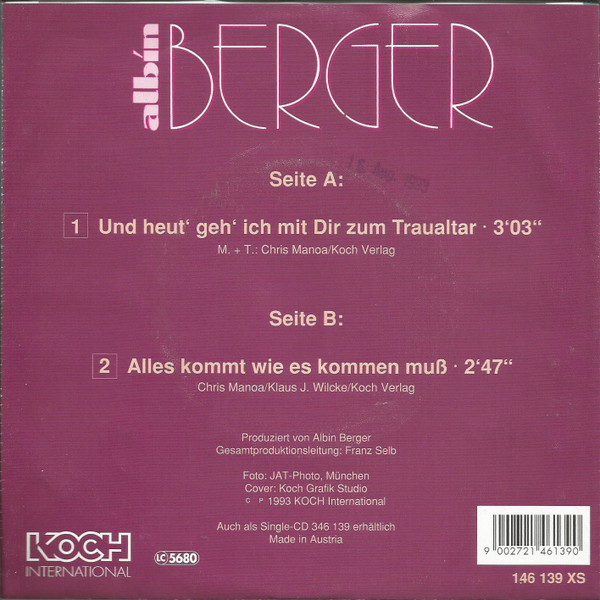 albin
BERGER
Seite A:
1 Und heut' geh' ich mit Dir zum Traualtar · 3'03"
M. + T.: Chris Manoa/Koch Verlag
Seite B:
2 Alles kommt wie es kommen muß · 2'47"
Chris Manoa/Klaus J. Wilcke/Koch Verlag
Produziert von Albin Berger
Gesamtproduktionsleitung: Franz Selb
Foto: JAT-Photo, München
Cover: Koch Grafik Studio
© ℗ 1993 KOCH International
Auch als Single-CD 346 139 erhältlich
Made in Austria
KOCH
INTERNATIONAL
LC 5680
9 002721 461390
146 139 XS